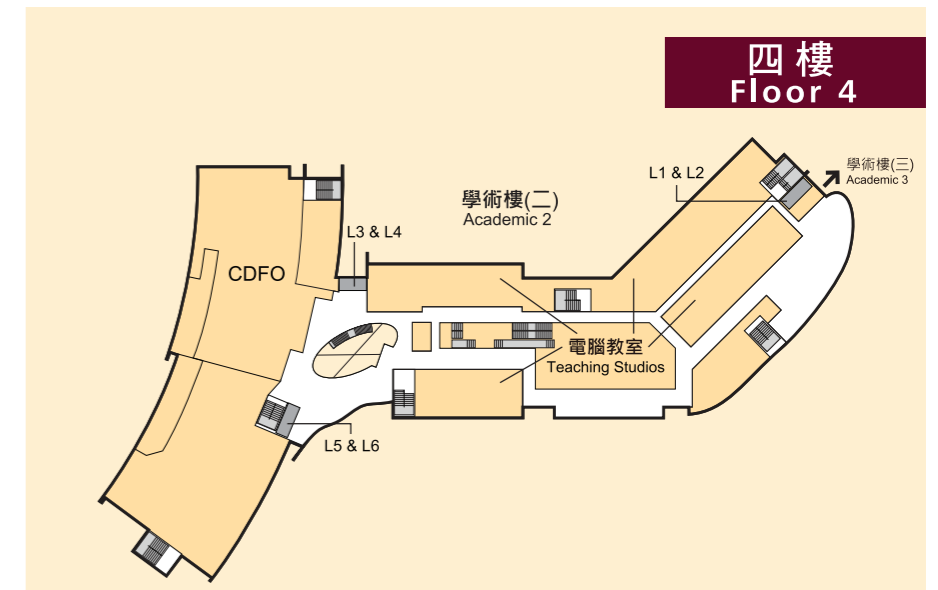 四樓
Floor 4
學術樓(三)
Academic 3
L1 & L2
學術樓(二)
Academic 2
L3 & L4
CDFO
電腦教室
Teaching Studios
L5 & L6